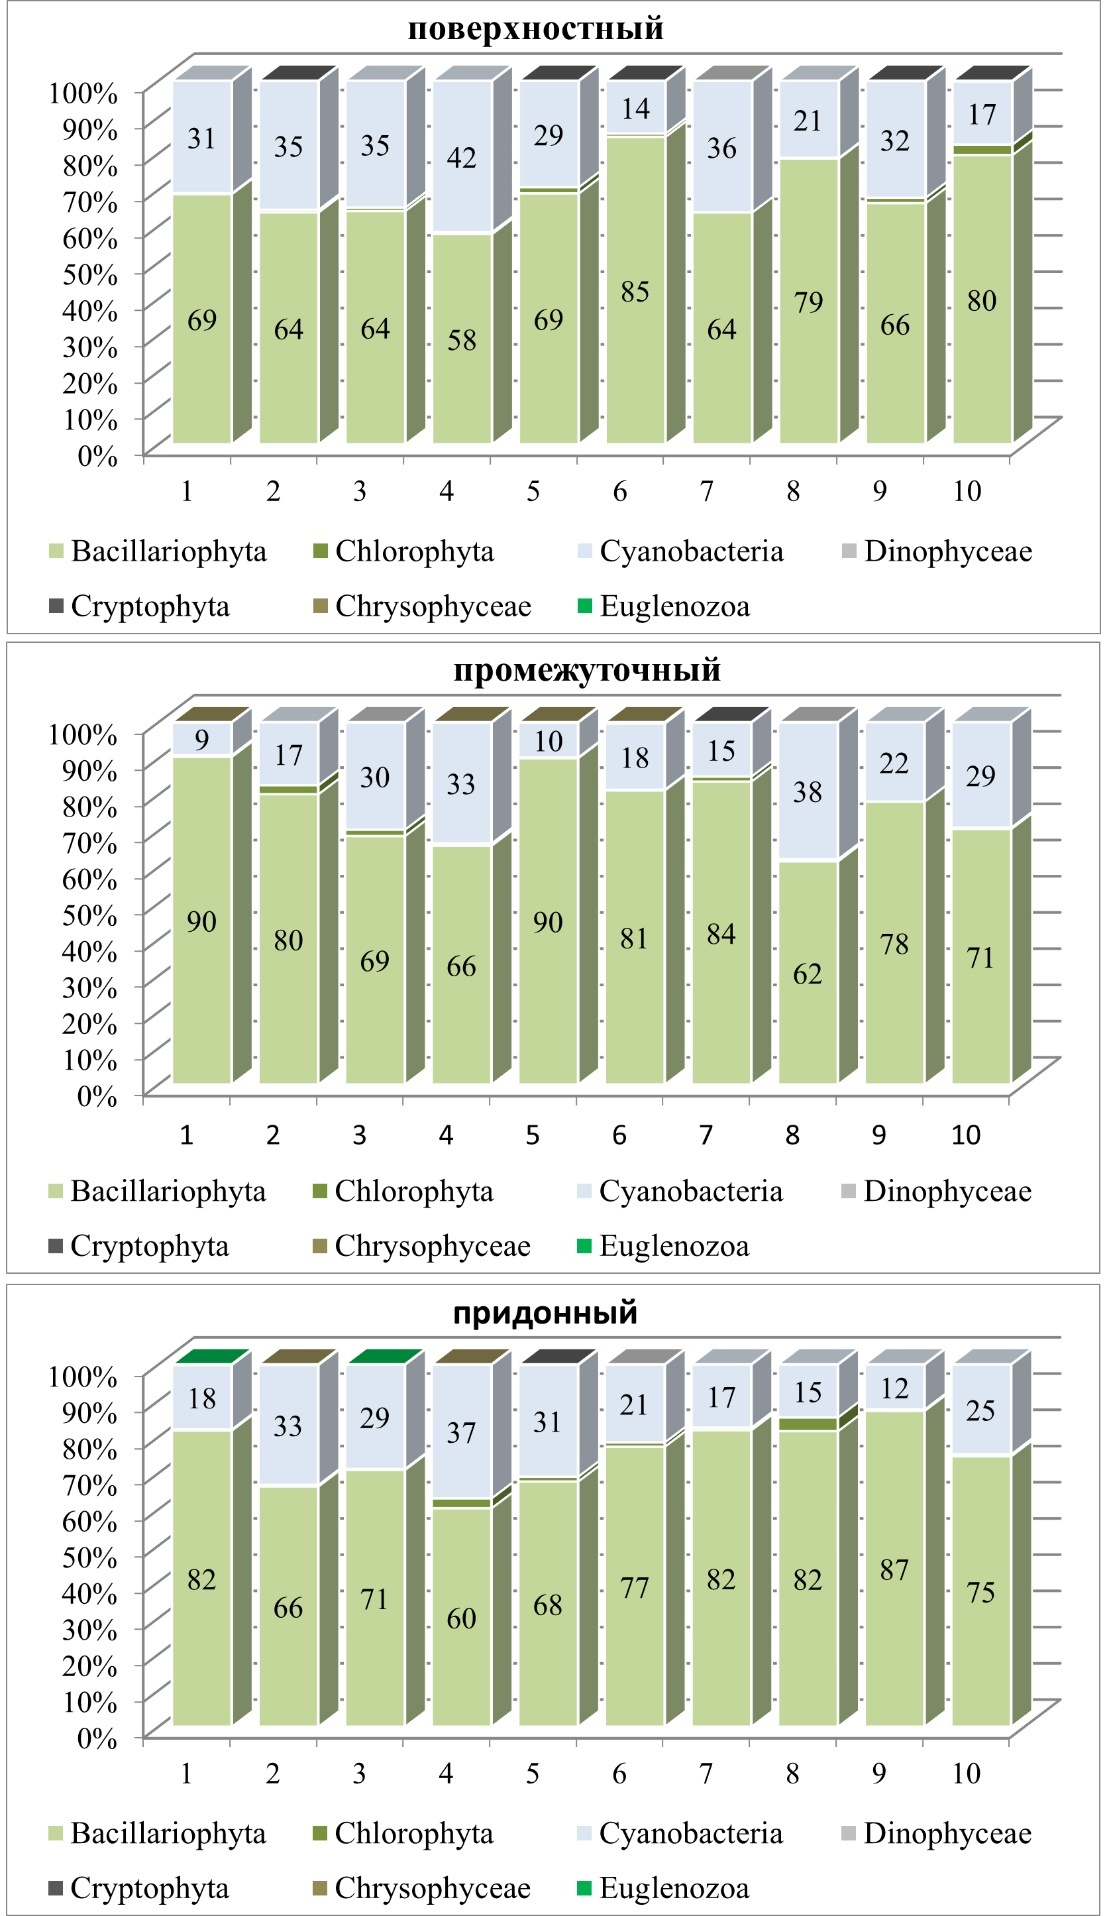 поверхностный
100%
90%
80%
70%
60%
50%
40%
30%
20%
10%
0%
31 35 35 42 29 14 36 21 32 17
69 64 64 58 69 85 64 79 66 80
1 2 3 4 5 6 7 8 9 10
Bacillariophyta Chlorophyta Cyanobacteria Dinophyceae
Cryptophyta Chrysophyceae Euglenozoa
промежуточный
100%
90%
80%
70%
60%
50%
40%
30%
20%
10%
0%
9 17 30 33 10 18 15 38 22 29
90 80 69 66 90 81 84 62 78 71
1 2 3 4 5 6 7 8 9 10
Bacillariophyta Chlorophyta Cyanobacteria Dinophyceae
Cryptophyta Chrysophyceae Euglenozoa
придонный
100%
90%
80%
70%
60%
50%
40%
30%
20%
10%
0%
18 33 29 37 31 21 17 15 12 25
82 66 71 60 68 77 82 82 87 75
1 2 3 4 5 6 7 8 9 10
Bacillariophyta Chlorophyta Cyanobacteria Dinophyceae
Cryptophyta Chrysophyceae Euglenozoa